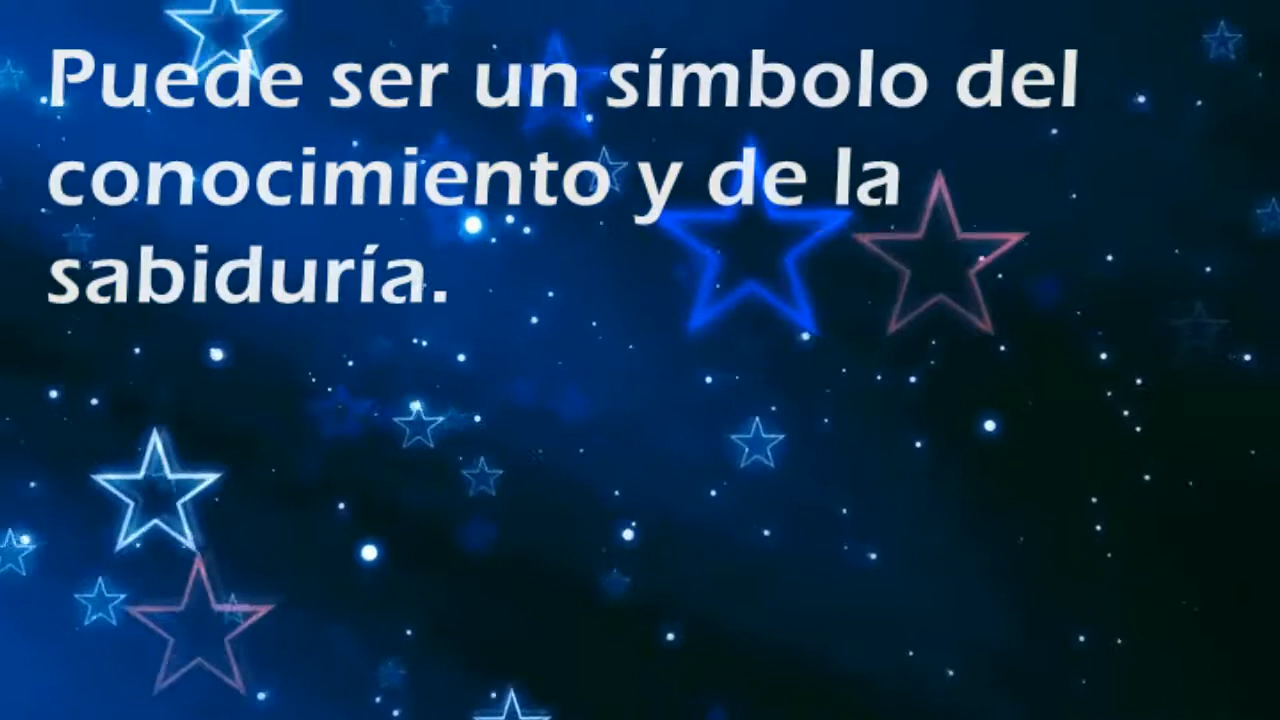 Puede ser un símbolo del
conocimiento y de la
sabiduría.